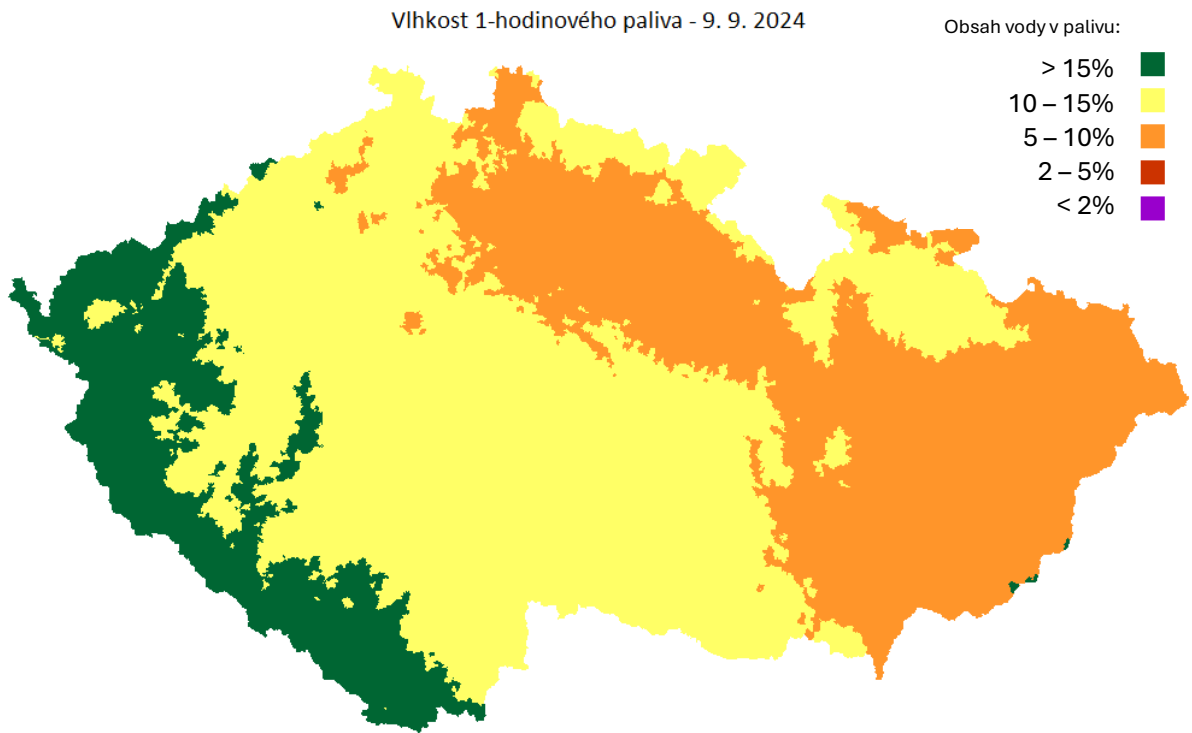 Vlhkost 1-hodinového paliva - 9. 9. 2024
Obsah vody v palivu:
> 15%
10 – 15%
5 – 10%
2 – 5%
< 2%